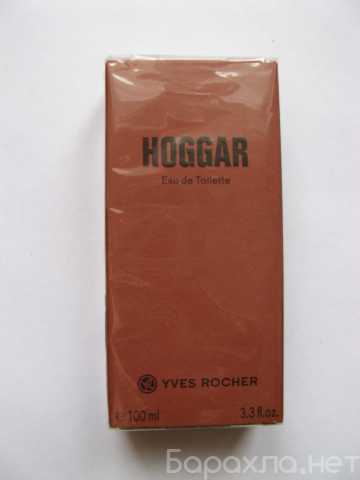 HOGGAR
Eau de Toilette
YVES ROCHER
e 100 ml 3.3 fl.oz.
Барахла.нет